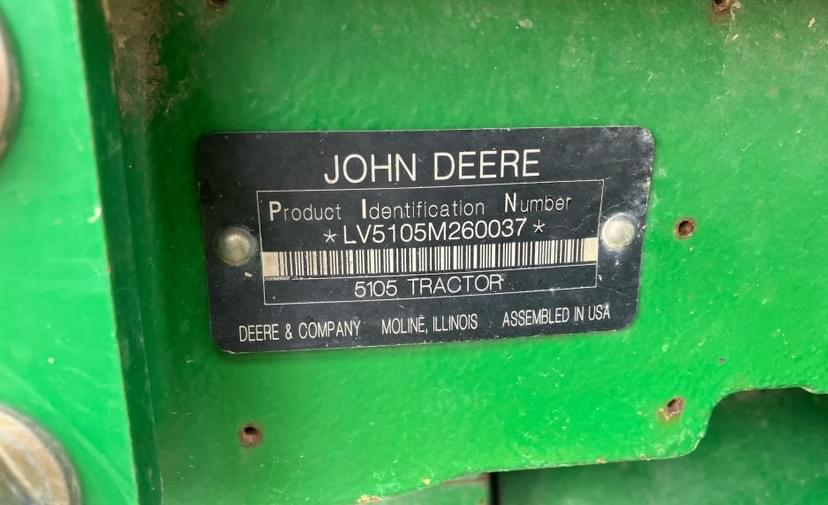 JOHN DEERE
Product Identification Number
*LV5105M260037*
5105 TRACTOR
DEERE & COMPANY MOLINE, ILLINOIS ASSEMBLED IN USA